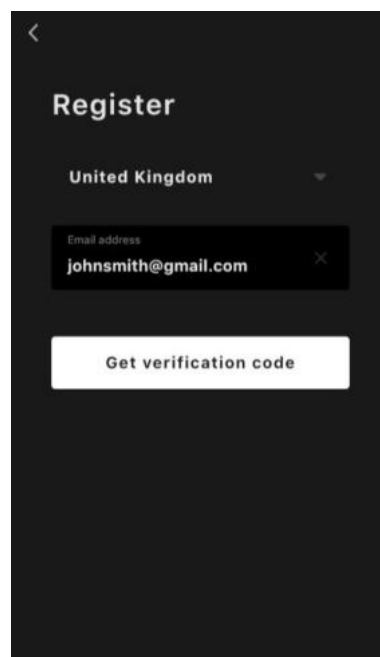 Register
United Kingdom
Email address
johnsmith@gmail.com
Get verification code